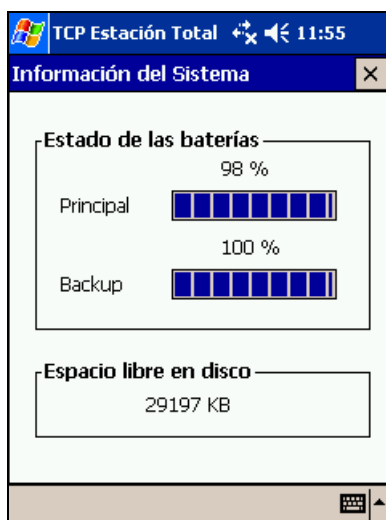 TCP Estación Total 11:55
Información del Sistema
Estado de las baterías
98 %
Principal
100 %
Backup
Espacio libre en disco
29197 KB